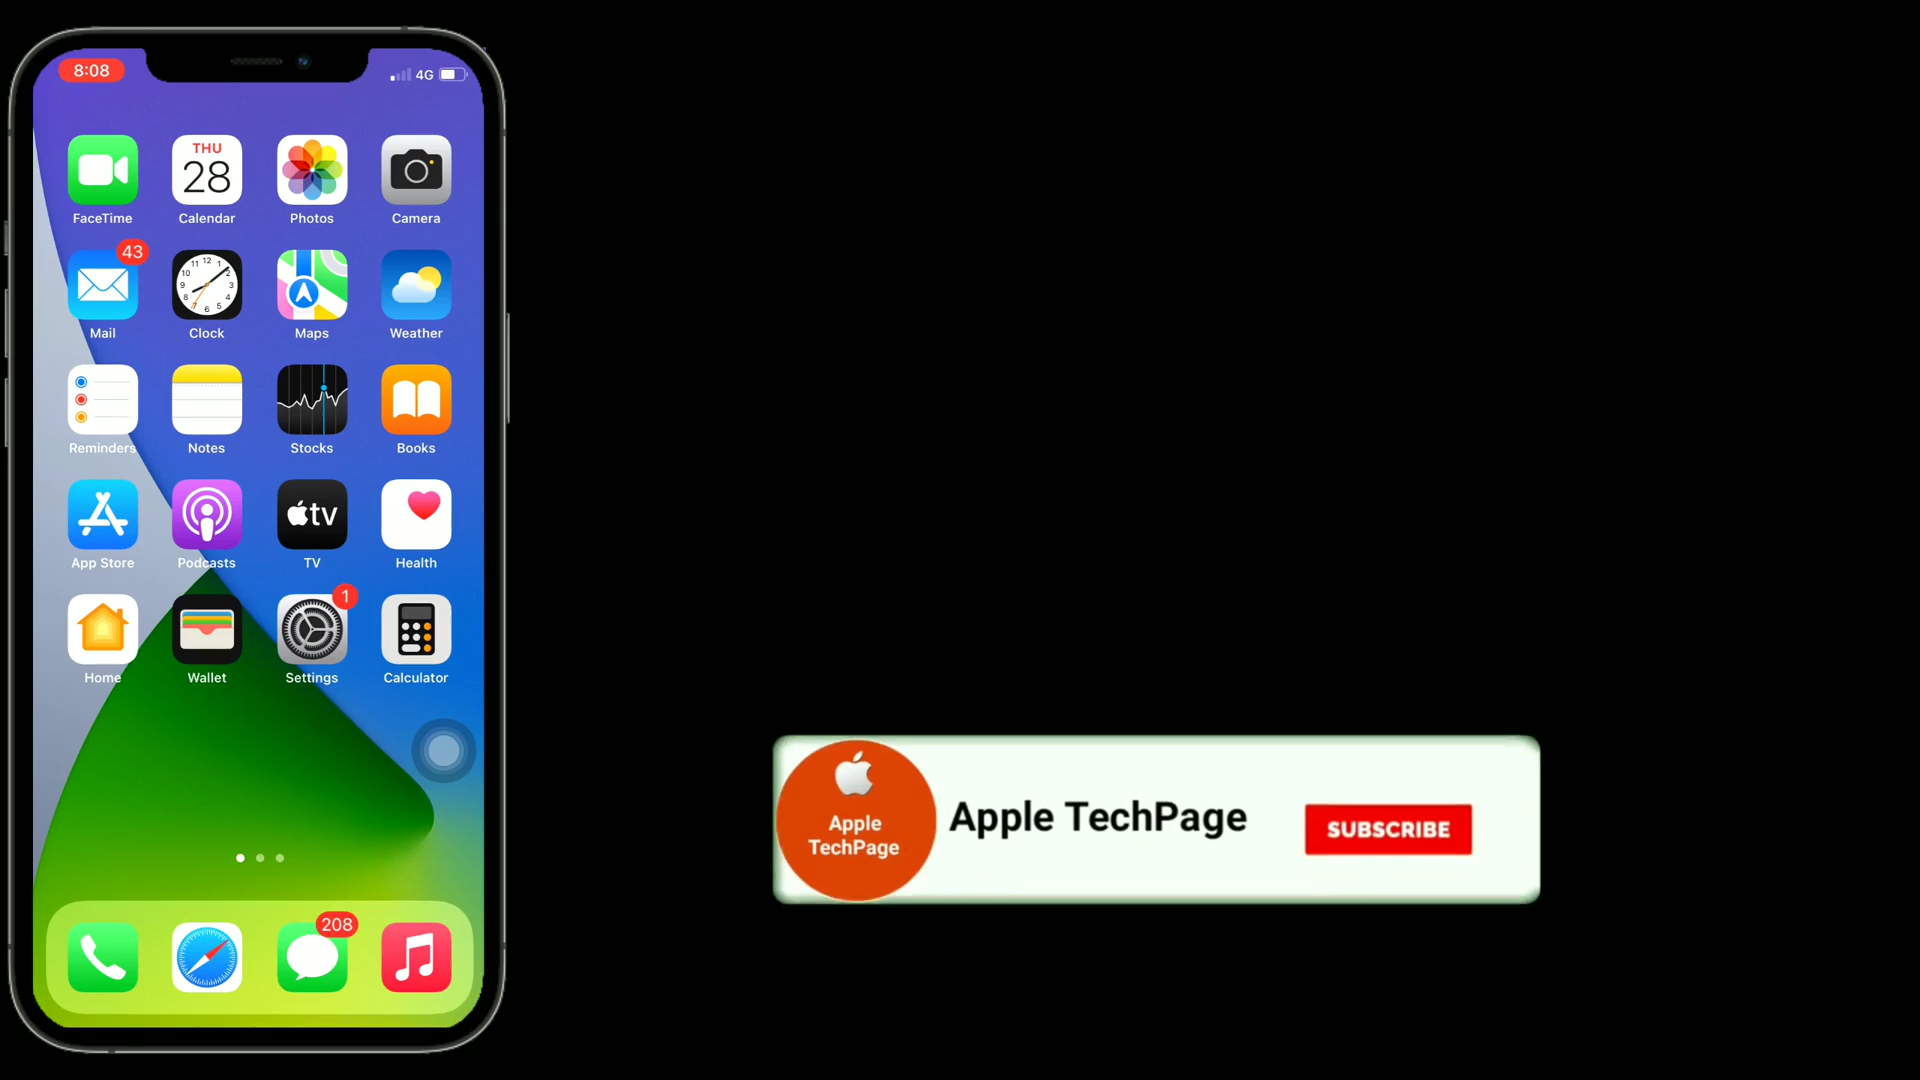 8:08
4G
THU
28
FaceTime
Calendar
Photos
Camera
43
Mail
Clock
Maps
Weather
Reminders
Notes
Stocks
Books
tv
App Store
Podcasts
TV
Health
1
Home
Wallet
Settings
Calculator
208
Apple
TechPage
Apple TechPage
SUBSCRIBE